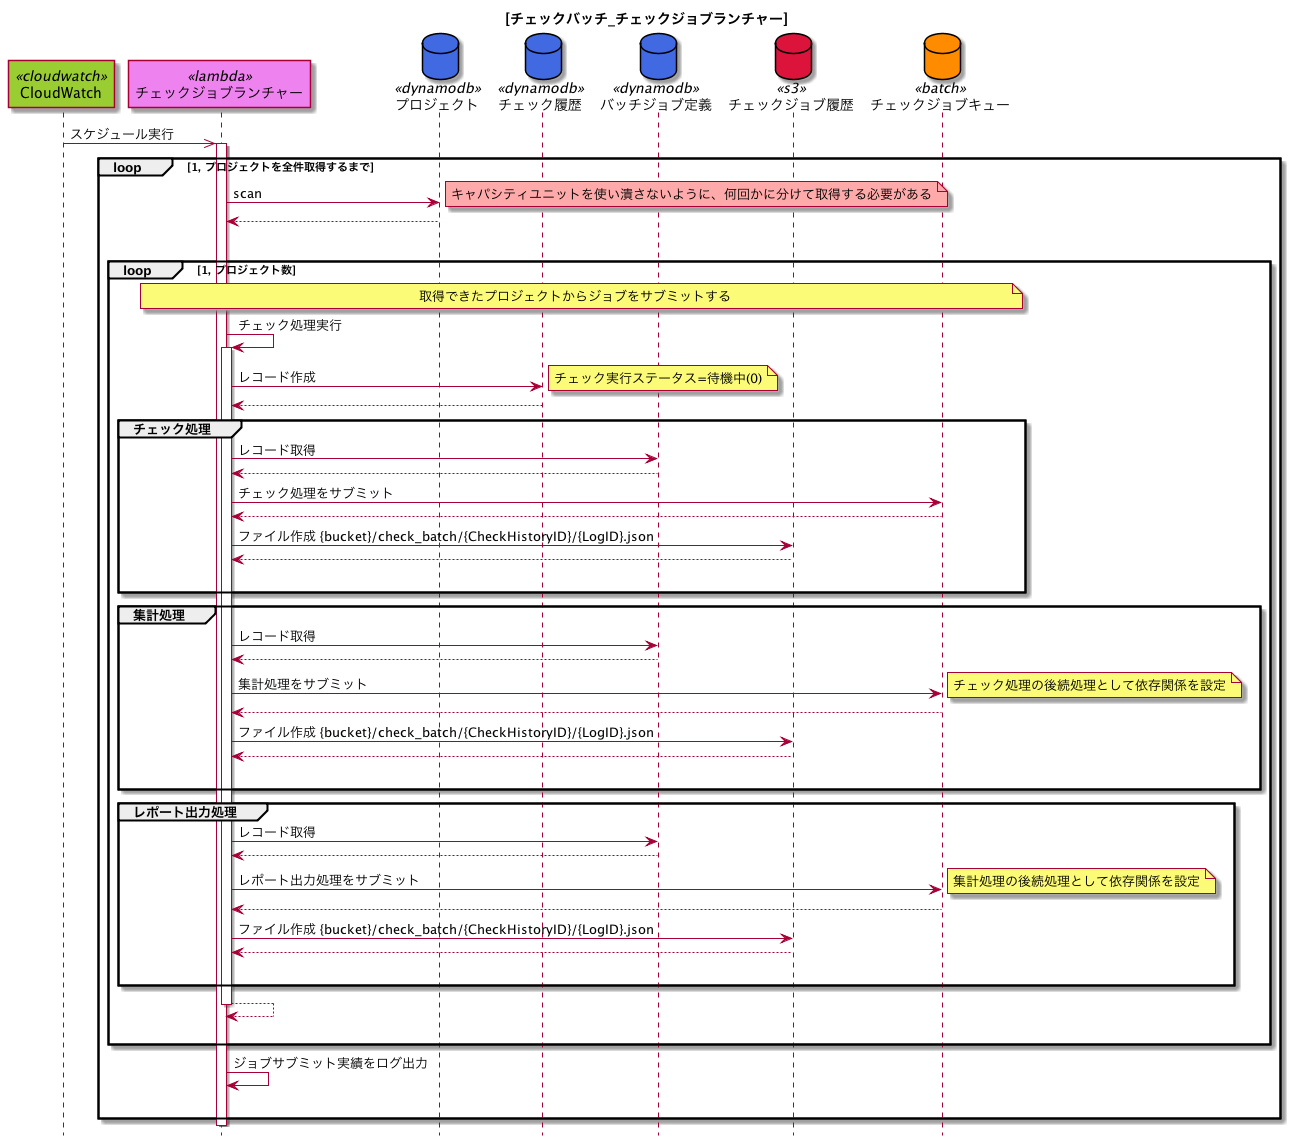 [チェックバッチ_チェックジョブランチャー]
«cloudwatch»
CloudWatch
«lambda»
チェックジョブランチャー
«dynamodb»
プロジェクト
«dynamodb»
チェック履歴
«dynamodb»
バッチジョブ定義
«s3»
チェックジョブ履歴
«batch»
チェックジョブキュー
スケジュール実行
loop [1, プロジェクトを全件取得するまで]
scan
キャパシティユニットを使い潰さないように、何回かに分けて取得する必要がある
loop [1, プロジェクト数]
取得できたプロジェクトからジョブをサブミットする
チェック処理実行
レコード作成
チェック実行ステータス=待機中(0)
チェック処理
レコード取得
チェック処理をサブミット
ファイル作成 {bucket}/check_batch/{CheckHistoryID}/{LogID}.json
集計処理
レコード取得
集計処理をサブミット
チェック処理の後続処理として依存関係を設定
ファイル作成 {bucket}/check_batch/{CheckHistoryID}/{LogID}.json
レポート出力処理
レコード取得
レポート出力処理をサブミット
集計処理の後続処理として依存関係を設定
ファイル作成 {bucket}/check_batch/{CheckHistoryID}/{LogID}.json
ジョブサブミット実績をログ出力